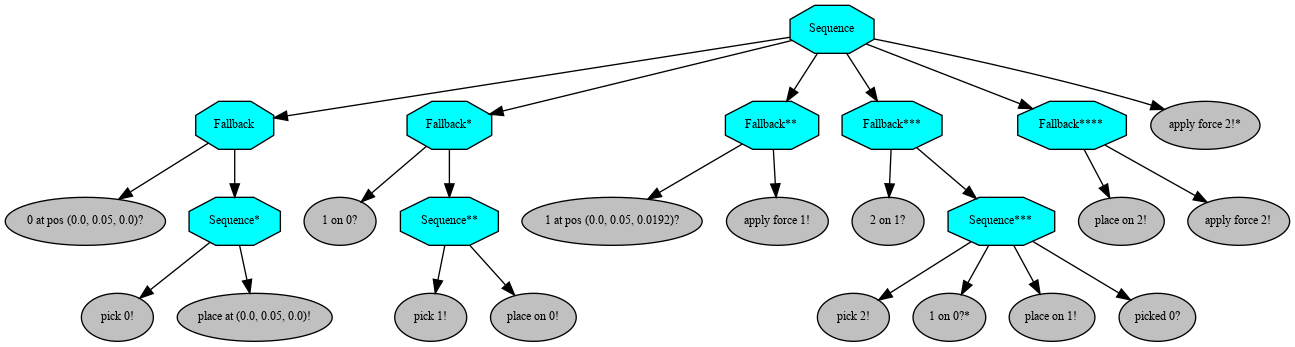 Sequence
Fallback
Fallback*
Fallback**
Fallback***
Fallback****
apply force 2!*
0 at pos (0.0, 0.05, 0.0)?
Sequence*
1 on 0?
Sequence**
1 at pos (0.0, 0.05, 0.0192)?
apply force 1!
2 on 1?
Sequence***
place on 2!
apply force 2!
pick 0!
place at (0.0, 0.05, 0.0)!
pick 1!
place on 0!
pick 2!
1 on 0?*
place on 1!
picked 0?